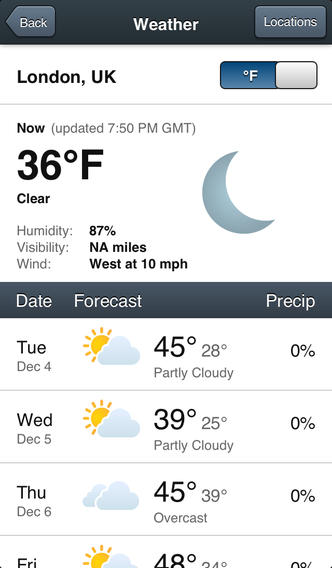 Back
Weather
Locations
London, UK
°F
Now (updated 7:50 PM GMT)
36°F
Clear
Humidity: 87%
Visibility: NA miles
Wind: West at 10 mph
Date Forecast Precip
Tue
Dec 4
45° 28°
Partly Cloudy
0%
Wed
Dec 5
39° 25°
Partly Cloudy
0%
Thu
Dec 6
45° 39°
Overcast
0%
Fri
48° 34°
0%